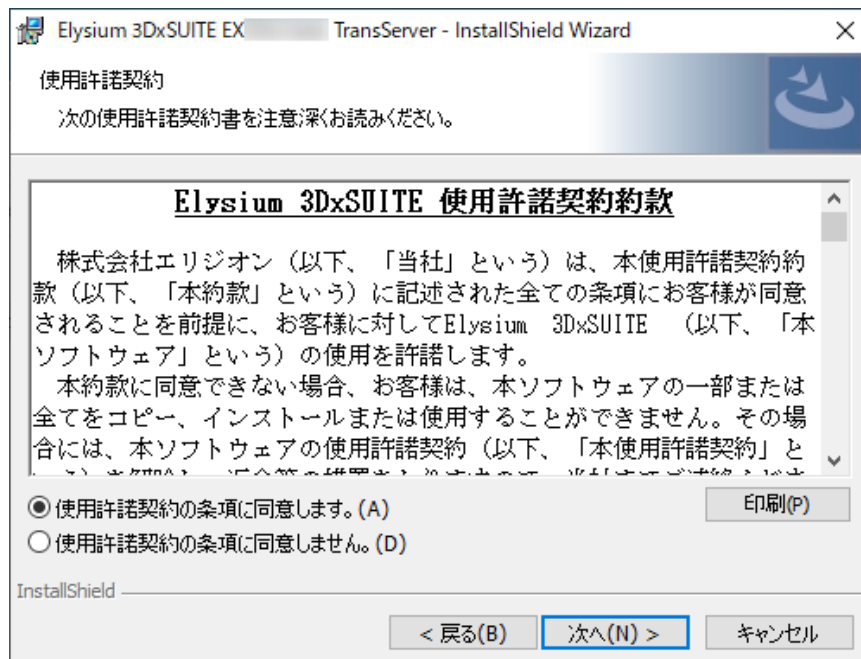 Elysium 3DxSUITE EX TransServer - InstallShield Wizard
使用許諾契約
次の使用許諾契約書を注意深くお読みください。
Elysium 3DxSUITE 使用許諾契約約款
株式会社エリジオン（以下、「当社」という）は、本使用許諾契約約
款（以下、「本約款」という）に記述された全ての条項にお客様が同意
されることを前提に、お客様に対してElysium 3DxSUITE （以下、「本
ソフトウェア」という）の使用を許諾します。
本約款に同意できない場合、お客様は、本ソフトウェアの一部または
全てをコピー、インストールまたは使用することができません。その場
合には、本ソフトウェアの使用許諾契約（以下、「本使用許諾契約」と
使用許諾契約の条項に同意します。(A)
印刷(P)
使用許諾契約の条項に同意しません。(D)
InstallShield
< 戻る(B)
次へ(N) >
キャンセル